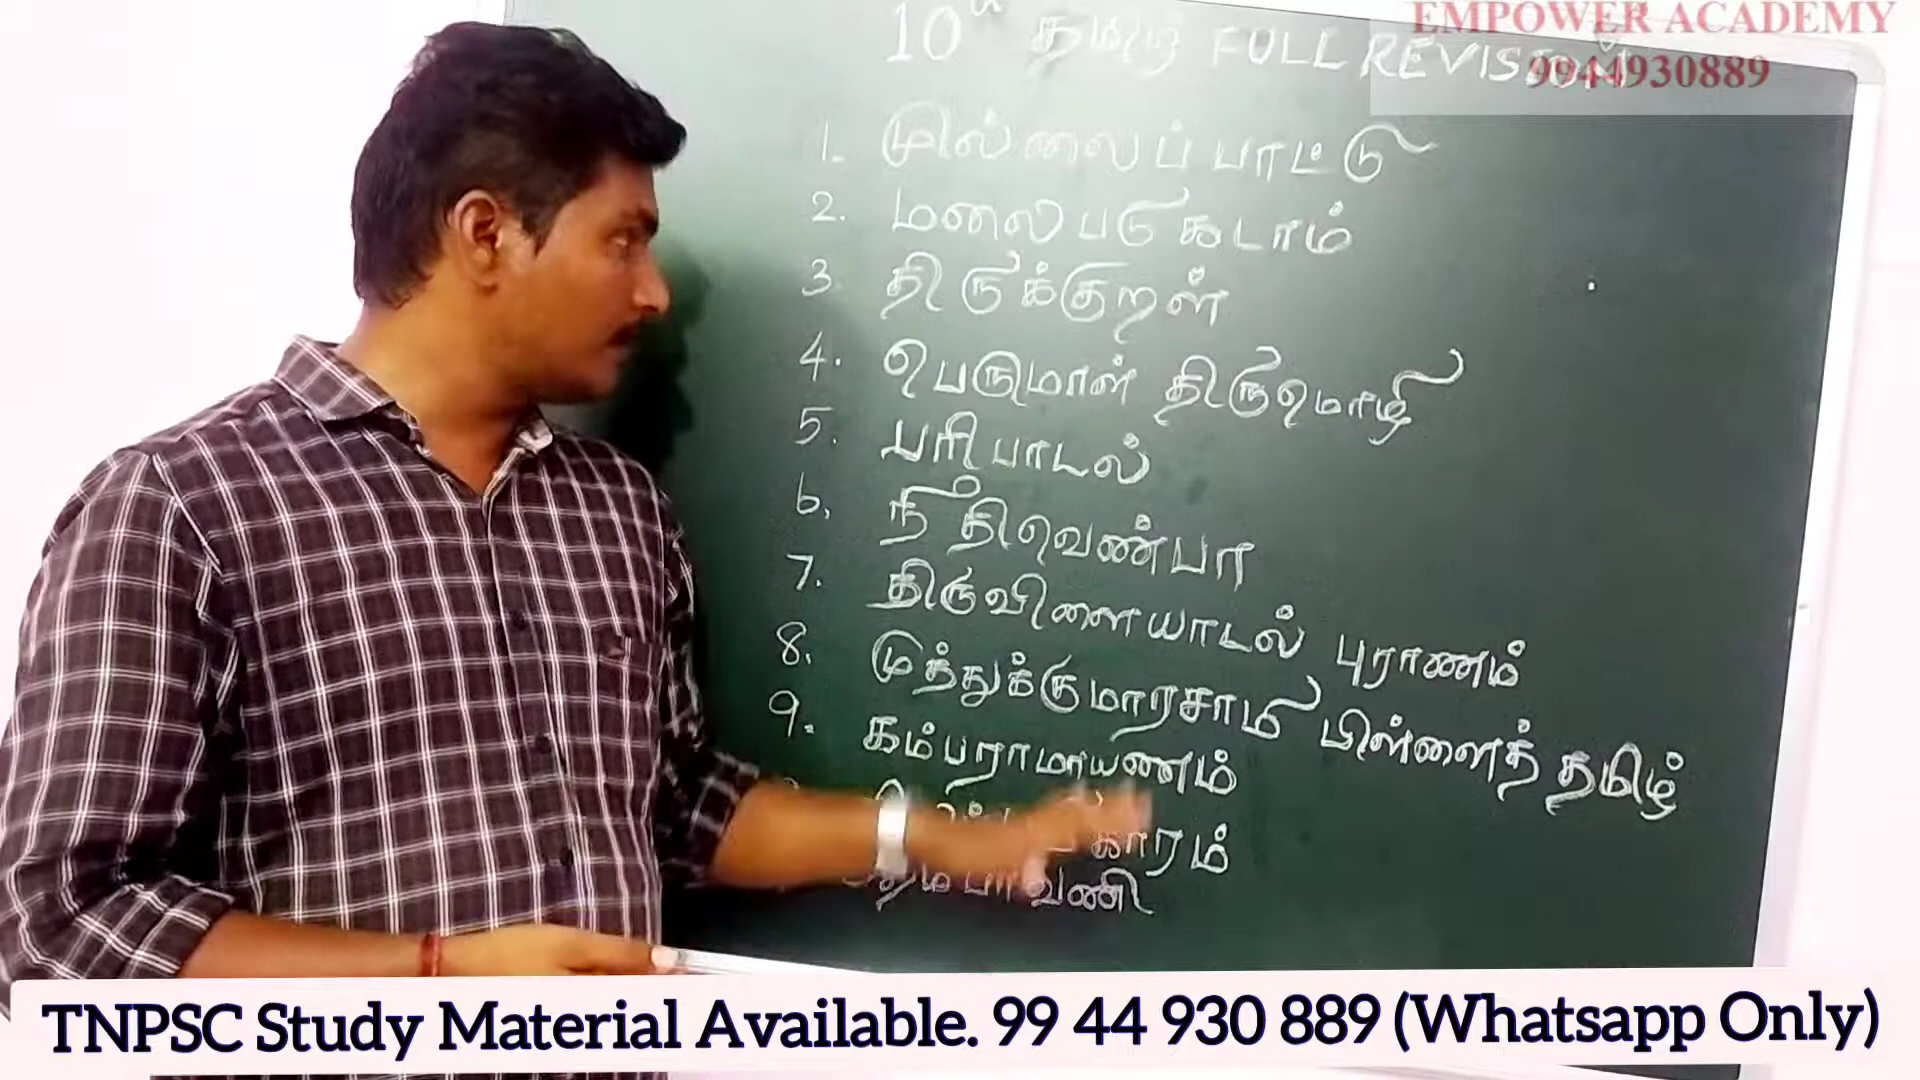 EMPOWER ACADEMY
9944930889
10th தமிழ் FULL REVISION
1. முல்லைப் பாட்டு
2. மலைபடுகடாம்
3. திருக்குறள்
4. பெருமாள் திருமொழி
5. பரிபாடல்
6. நீதிவெண்பா
7. திருவிளையாடல் புராணம்
8. முத்துக்குமாரசாமி பிள்ளைத் தமிழ்
9. கம்பராமாயணம்
TNPSC Study Material Available. 99 44 930 889 (Whatsapp Only)